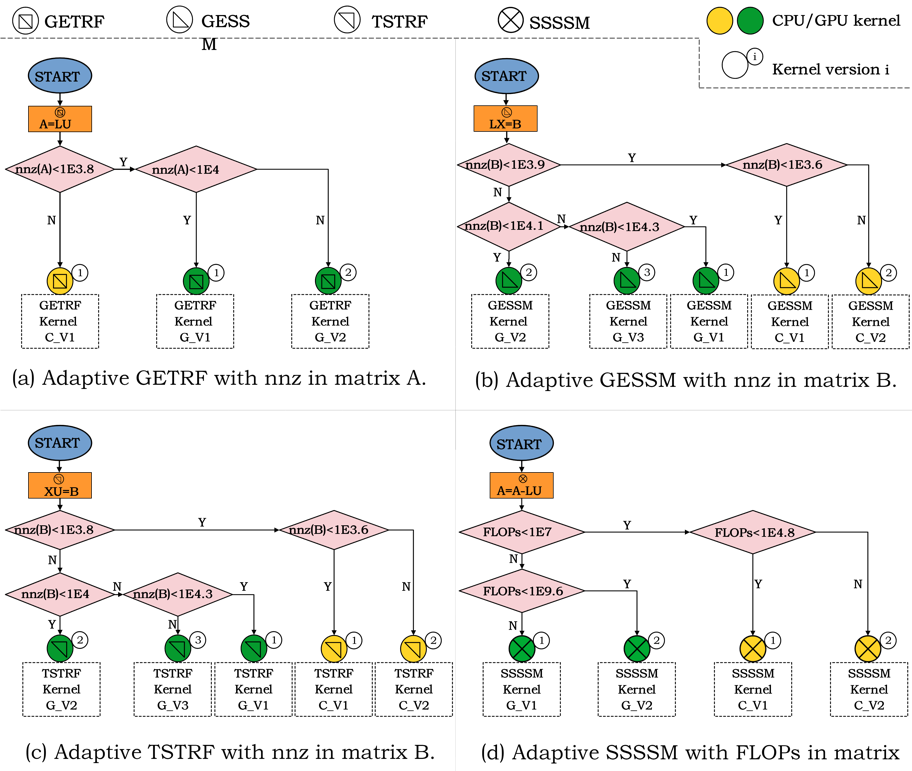 GETRF
GESS
M
TSTRF
SSSSM
CPU/GPU kernel
i
Kernel version i
START
A=LU
nnz(A)<1E3.8
Y
nnz(A)<1E4
N
Y
N
1
1
2
GETRF
Kernel
C_V1
GETRF
Kernel
G_V1
GETRF
Kernel
G_V2
(a) Adaptive GETRF with nnz in matrix A.
START
LX=B
nnz(B)<1E3.9
Y
nnz(B)<1E3.6
N
nnz(B)<1E4.1
N
nnz(B)<1E4.3
Y
Y
N
Y
N
2
3
1
1
2
GESSM
Kernel
G_V2
GESSM
Kernel
G_V3
GESSM
Kernel
G_V1
GESSM
Kernel
C_V1
GESSM
Kernel
C_V2
(b) Adaptive GESSM with nnz in matrix B.
START
XU=B
nnz(B)<1E3.8
Y
nnz(B)<1E3.6
N
nnz(B)<1E4
N
nnz(B)<1E4.3
Y
Y
N
Y
N
2
3
1
1
2
TSTRF
Kernel
G_V2
TSTRF
Kernel
G_V3
TSTRF
Kernel
G_V1
TSTRF
Kernel
C_V1
TSTRF
Kernel
C_V2
(c) Adaptive TSTRF with nnz in matrix B.
START
A=A-LU
FLOPs<1E7
Y
FLOPs<1E4.8
N
FLOPs<1E9.6
Y
N
Y
N
1
2
1
2
SSSSM
Kernel
G_V1
SSSSM
Kernel
G_V2
SSSSM
Kernel
C_V1
SSSSM
Kernel
C_V2
(d) Adaptive SSSSM with FLOPs in matrix